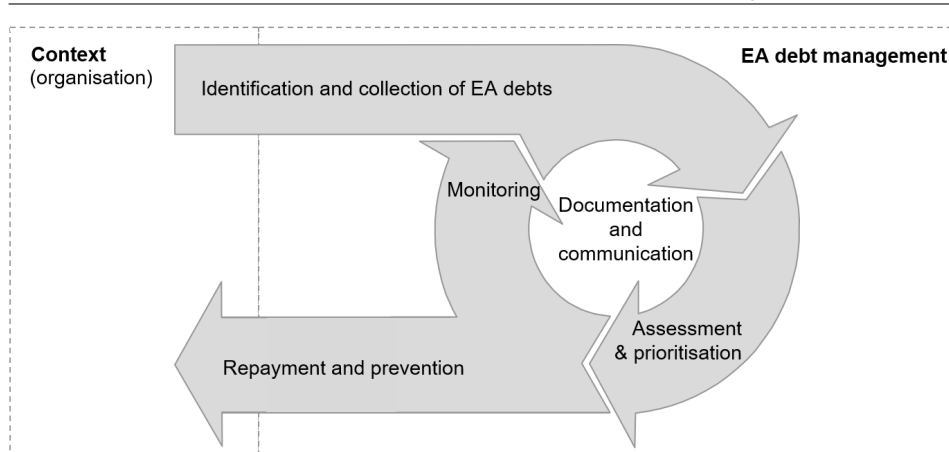 Context
(organisation)
EA debt management
Identification and collection of EA debts
Monitoring
Documentation
and
communication
Assessment
& prioritisation
Repayment and prevention